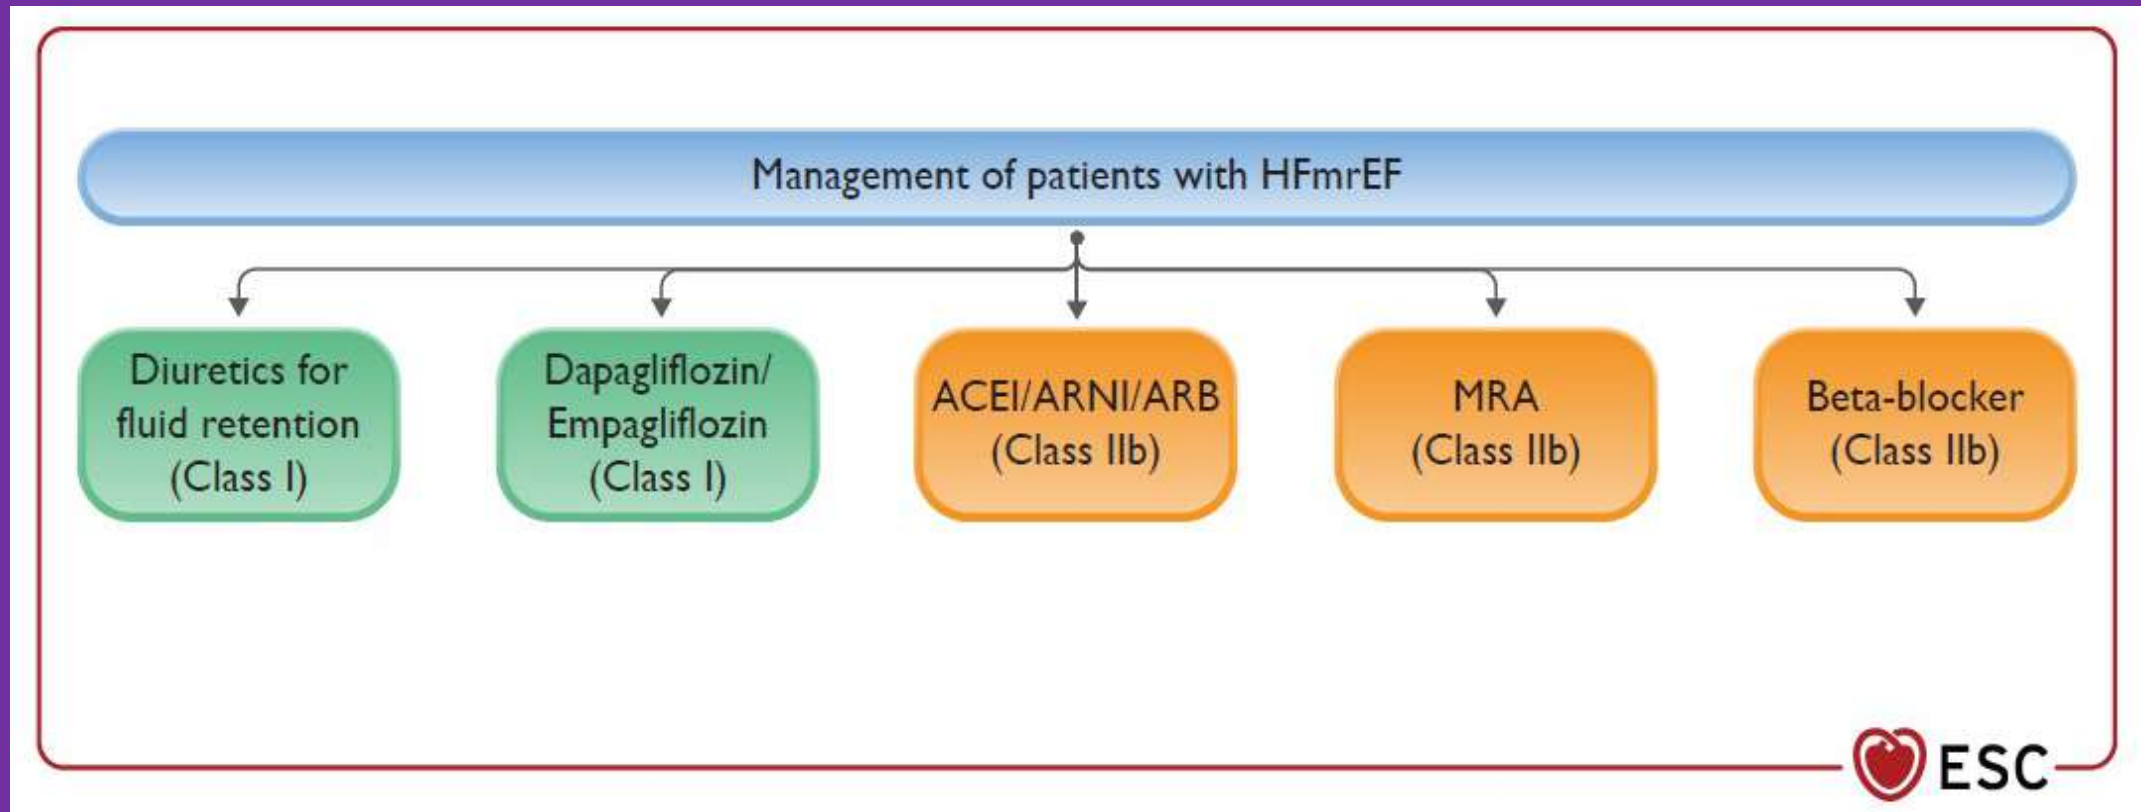 Management of patients with HFmrEF
Diuretics for
fluid retention
(Class I)
Dapagliflozin/
Empagliflozin
(Class I)
ACEI/ARNI/ARB
(Class IIb)
MRA
(Class IIb)
Beta-blocker
(Class IIb)
ESC